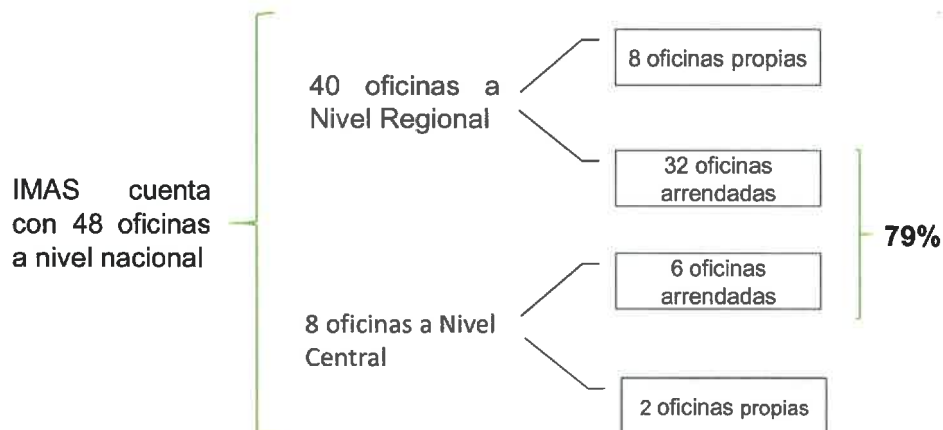 IMAS cuenta
con 48 oficinas
a nivel nacional
40 oficinas a
Nivel Regional
8 oficinas propias
32 oficinas
arrendadas
8 oficinas a Nivel
Central
6 oficinas
arrendadas
2 oficinas propias
79%